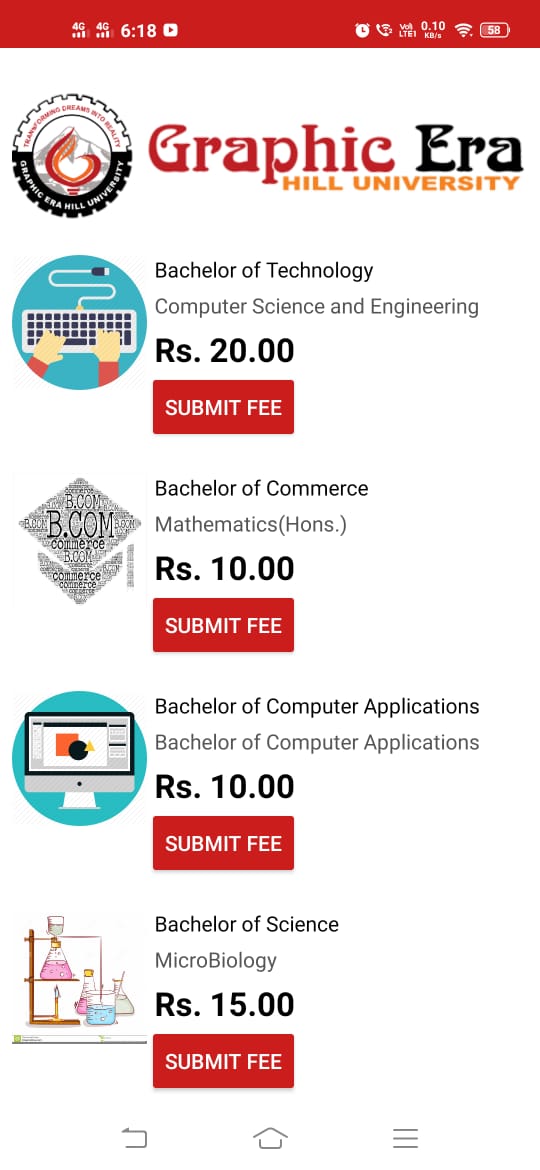 4G 4G 6:18 0.10 KB/s VoI) LTE1 58
TRANSFORMING DREAMS INTO REALITY
GRAPHIC ERA HILL UNIVERSITY
Graphic Era
HILL UNIVERSITY
Bachelor of Technology
Computer Science and Engineering
Rs. 20.00
SUBMIT FEE
B.COM
commerce
Bachelor of Commerce
Mathematics(Hons.)
Rs. 10.00
SUBMIT FEE
Bachelor of Computer Applications
Bachelor of Computer Applications
Rs. 10.00
SUBMIT FEE
Bachelor of Science
MicroBiology
Rs. 15.00
SUBMIT FEE